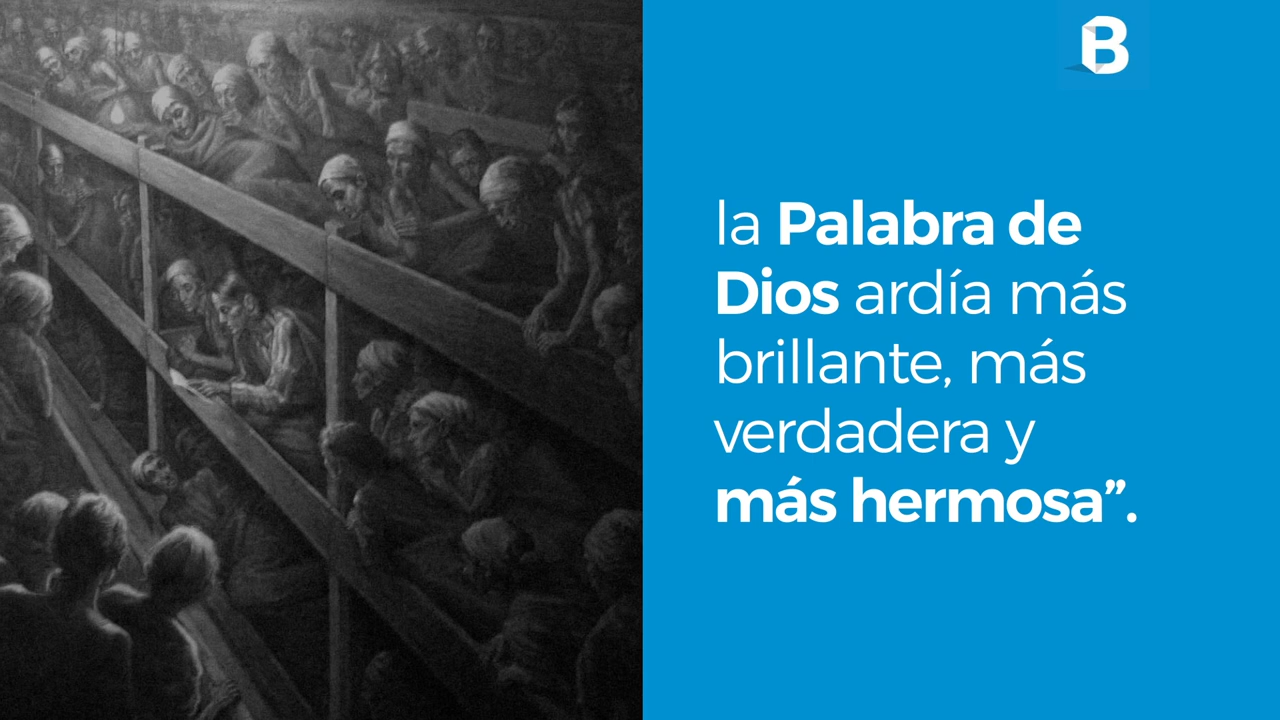 B
la Palabra de
Dios ardía más
brillante, más
verdadera y
más hermosa”.